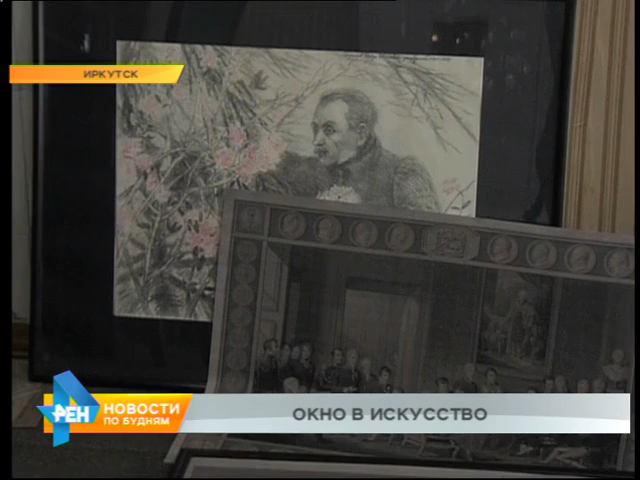 ИРКУТСК
РЕН
НОВОСТИ
ПО БУДНЯМ
ОКНО В ИСКУССТВО